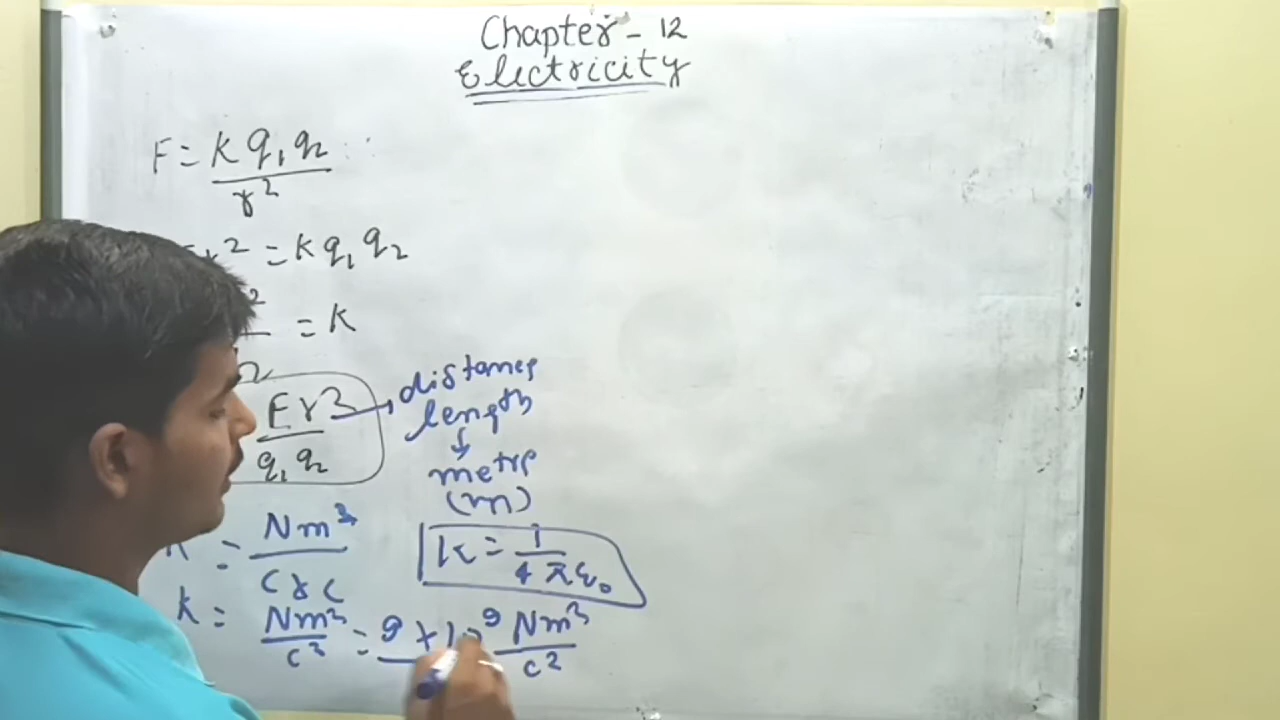 Chapter - 12
Electricity
F = K q₁ q₂
r²
r² = K q₁ q₂
2
= K
F r²
q₁ q₂
distance
length
↓
metre
(m)
K = Nm²
C × C
K = 1
4 π ε₀
K = Nm² = 9 × 10⁹ Nm²
C² C²